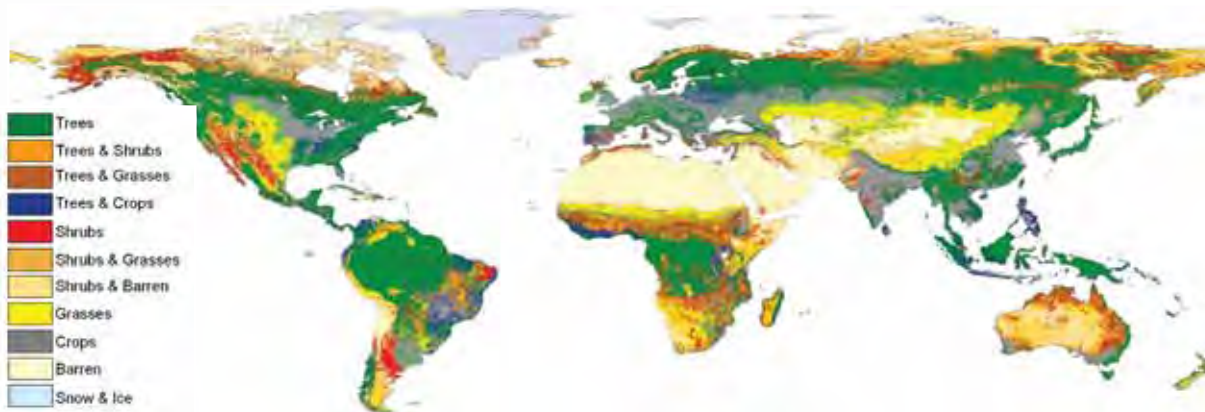 Trees
Trees & Shrubs
Trees & Grasses
Trees & Crops
Shrubs
Shrubs & Grasses
Shrubs & Barren
Grasses
Crops
Barren
Snow & Ice